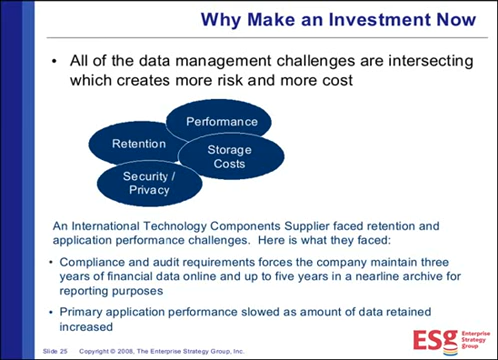 Why Make an Investment Now
• All of the data management challenges are intersecting
which creates more risk and more cost
Performance
Retention
Storage
Costs
Security /
Privacy
An International Technology Components Supplier faced retention and
application performance challenges. Here is what they faced:
• Compliance and audit requirements forces the company maintain three
years of financial data online and up to five years in a nearline archive for
reporting purposes
• Primary application performance slowed as amount of data retained
increased
ESG
Enterprise
Strategy
Group
Slide 25 Copyright © 2008, The Enterprise Strategy Group, Inc.